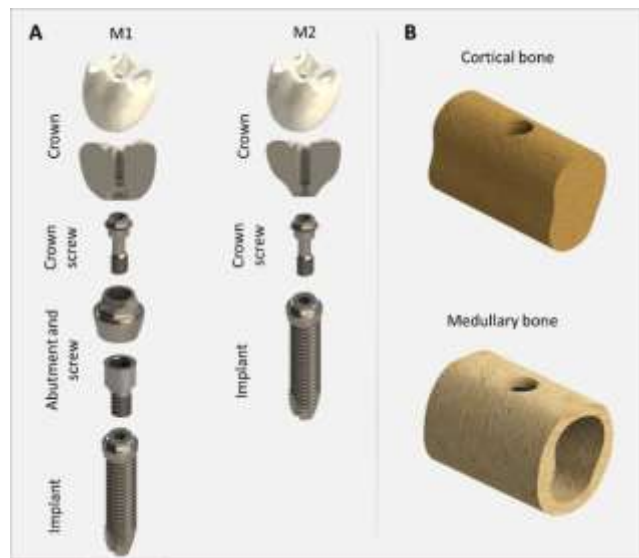 A
M1
M2
B
Cortical bone
Crown
Crown
Crown
screw
Crown
screw
Medullary bone
Abutment and
screw
Implant
Implant